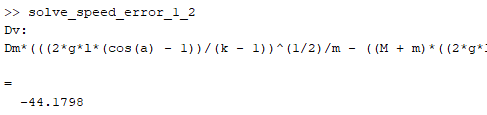 >> solve_speed_error_1_2
Dv:
Dm*(((2*g*l*(cos(a) - 1))/(k - 1))^(1/2)/m - ((M + m)*((2*g*
=
-44.1798